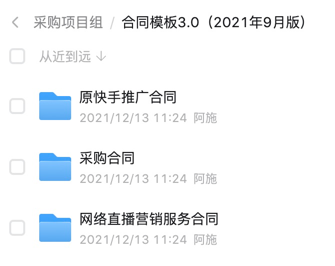 采购项目组 / 合同模板3.0（2021年9月版）
从近到远 ↓
原快手推广合同
2021/12/13 11:24 阿施
采购合同
2021/12/13 11:24 阿施
网络直播营销服务合同
2021/12/13 11:24 阿施